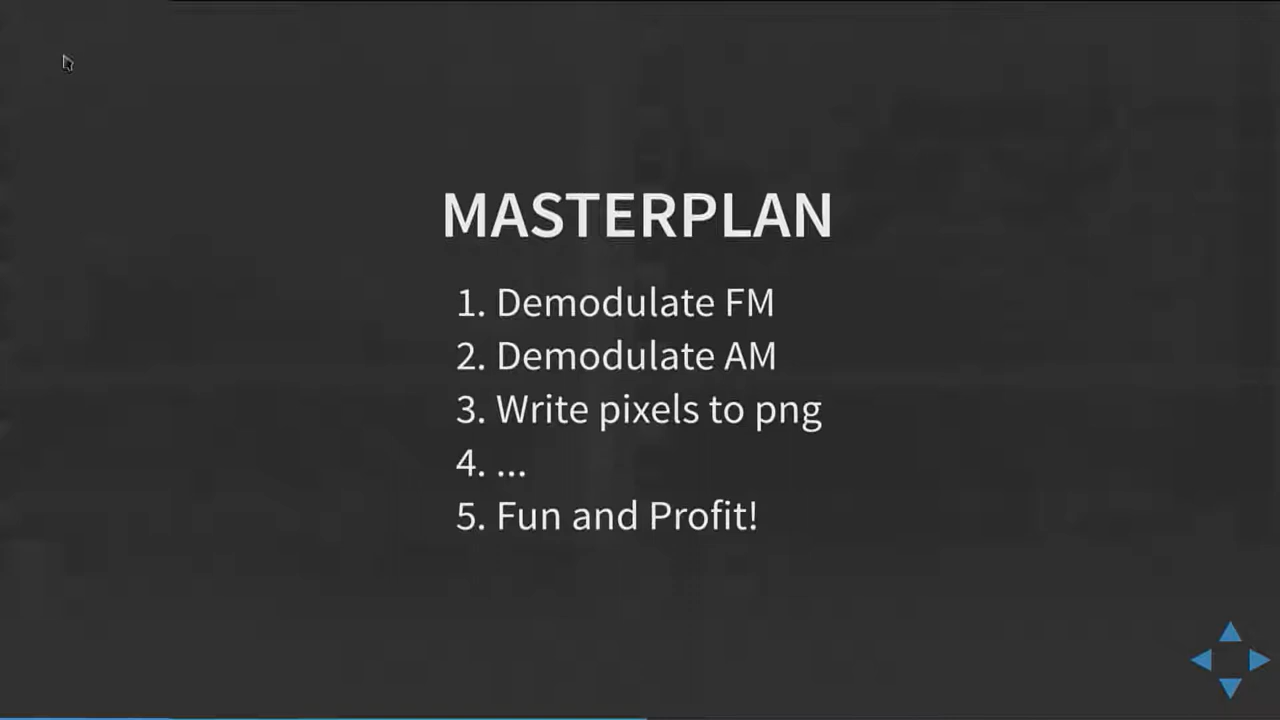 MASTERPLAN
1. Demodulate FM
2. Demodulate AM
3. Write pixels to png
4. ...
5. Fun and Profit!